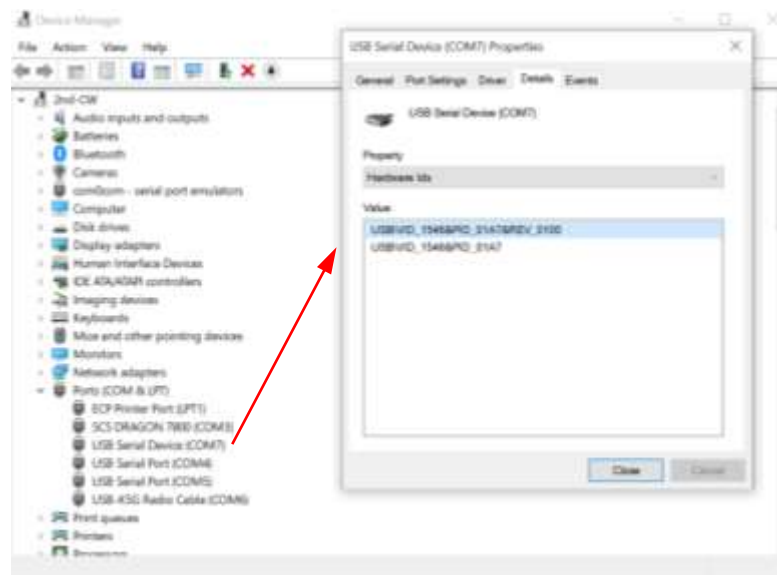 Device Manager
File Action View Help
2nd-CW
Audio inputs and outputs
Batteries
Bluetooth
Cameras
com0com - serial port emulators
Computer
Disk drives
Display adapters
Human Interface Devices
IDE ATA/ATAPI controllers
Imaging devices
Keyboards
Mice and other pointing devices
Monitors
Network adapters
Ports (COM & LPT)
ECP Printer Port (LPT1)
SCS DRAGON 7800 (COM3)
USB Serial Device (COM7)
USB Serial Port (COM4)
USB Serial Port (COM5)
USB-KSG Radio Cable (COM6)
Print queues
Printers
Processors
USB Serial Device (COM7) Properties
General Port Settings Driver Details Events
USB Serial Device (COM7)
Property
Hardware Ids
Value
USB\VID_1546&PID_01A7&REV_0100
USB\VID_1546&PID_01A7
Close Cancel